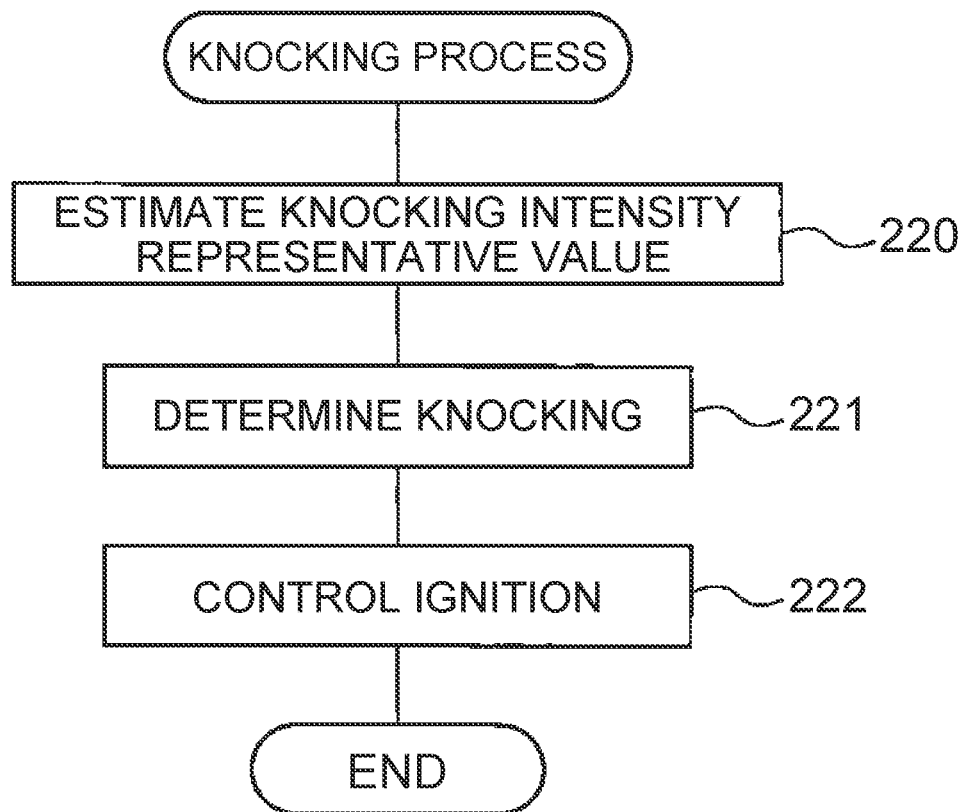 KNOCKING PROCESS
ESTIMATE KNOCKING INTENSITY
REPRESENTATIVE VALUE
220
DETERMINE KNOCKING
221
CONTROL IGNITION
222
END